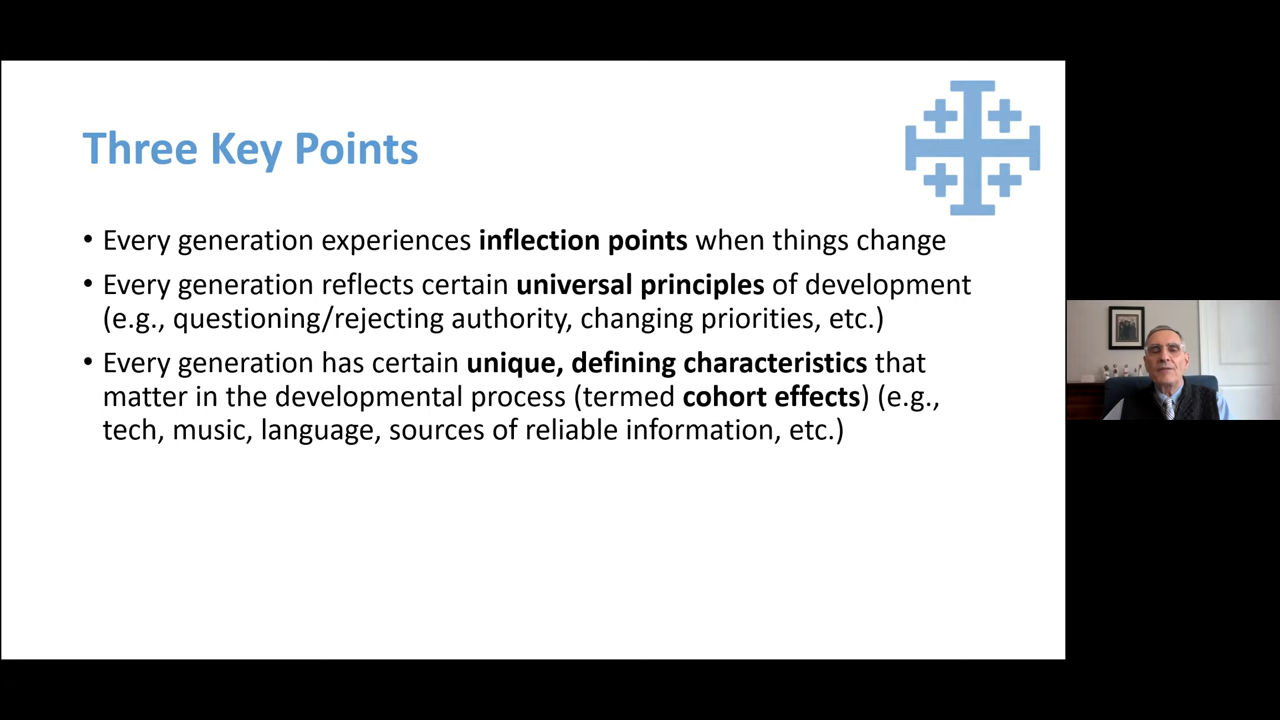 Three Key Points
• Every generation experiences inflection points when things change
• Every generation reflects certain universal principles of development
(e.g., questioning/rejecting authority, changing priorities, etc.)
• Every generation has certain unique, defining characteristics that
matter in the developmental process (termed cohort effects) (e.g.,
tech, music, language, sources of reliable information, etc.)